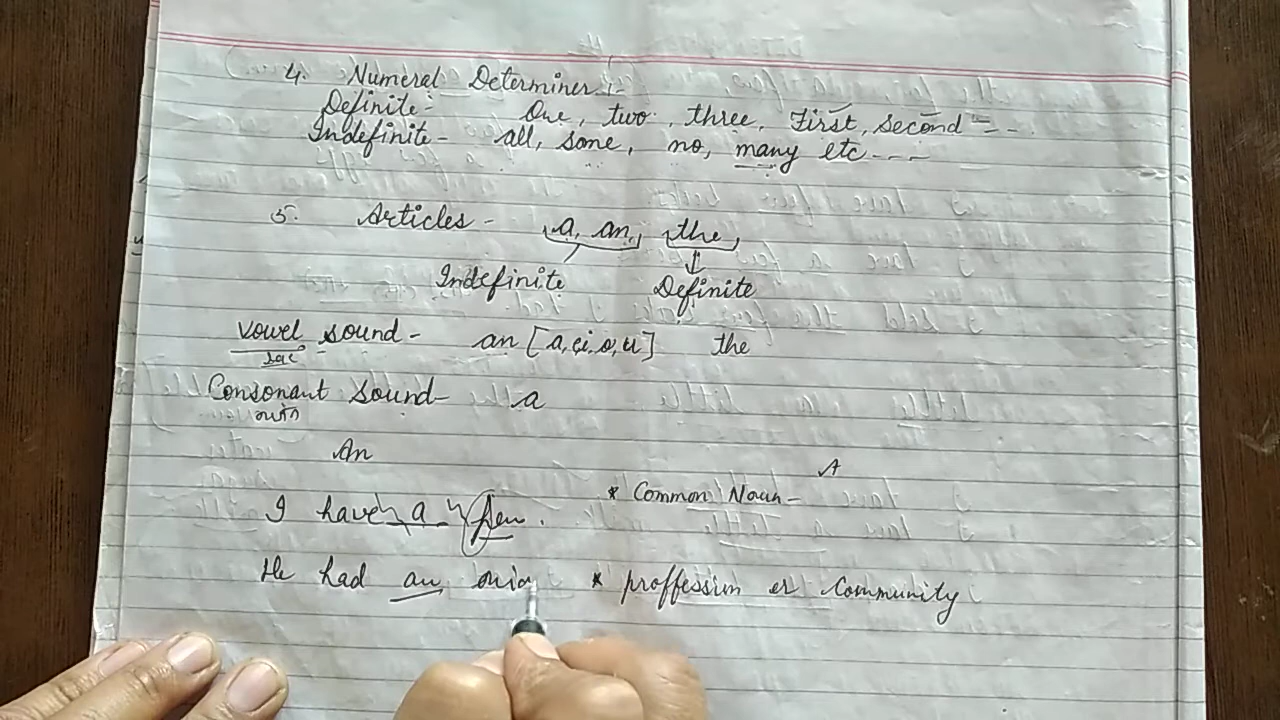 4. Numeral Determiner :-
Definite :- One, two, three, First, second - - .
Indefinite - all, some, no, many etc - - -
5. Articles - a, an, the,
Indefinite Definite
vowel sound - an [a, e, i, o, u] the
Consonant sound - a
An A
I have a pen. * Common Noun -
He had an * proffession or Community